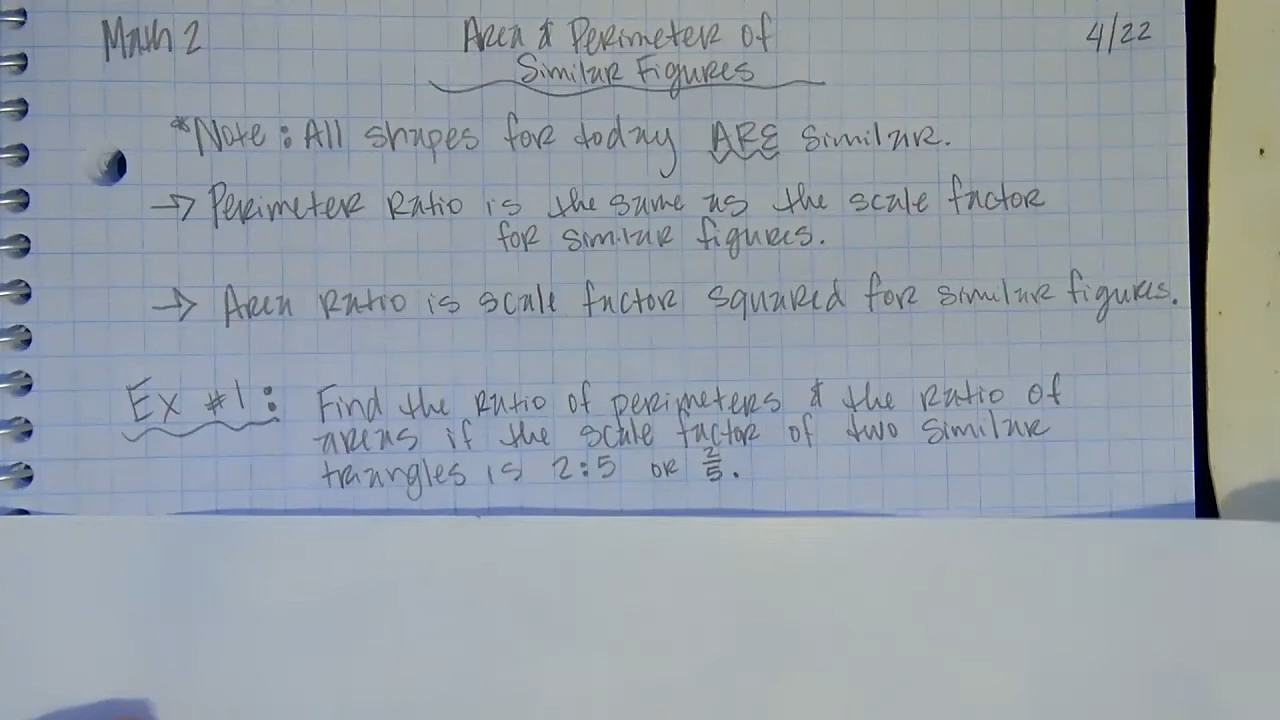 Math 2
Area & Perimeter of
Similar Figures
4/22
*Note: All shapes for today ARE similar.
→ Perimeter Ratio is the same as the scale factor
for similar figures.
→ Area Ratio is scale factor squared for similar figures.
Ex #1: Find the ratio of perimeters & the ratio of
areas if the scale factor of two similar
triangles is 2:5 or 2/5.